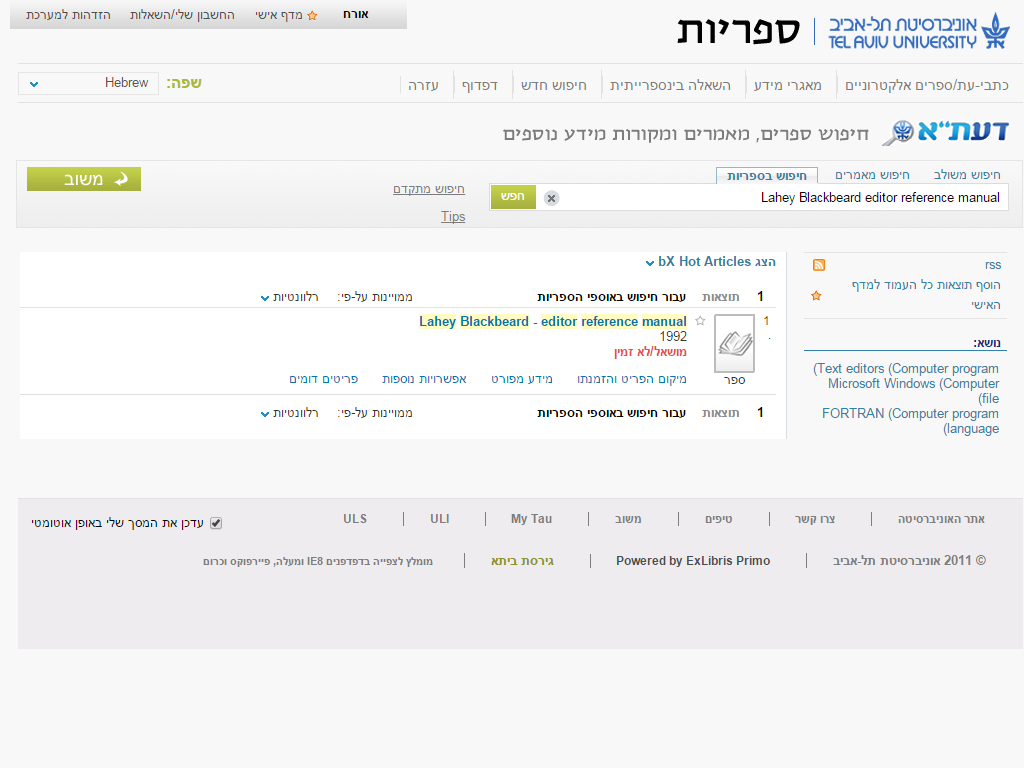 אורח
מדף אישי
החשבון שלי/השאלות
הזדהות למערכת
אוניברסיטת תל-אביב
TEL AVIV UNIVERSITY
ספריות
כתבי-עת/ספרים אלקטרוניים
מאגרי מידע
השאלה בינספרייתית
חיפוש חדש
דפדוף
עזרה
שפה:
Hebrew
דעת"א
חיפוש ספרים, מאמרים ומקורות מידע נוספים
חיפוש משולב
חיפוש מאמרים
חיפוש בספריות
Lahey Blackbeard editor reference manual
חפש
חיפוש מתקדם
Tips
משוב
rss
הוסף תוצאות כל העמוד למדף
האישי
נושא:
Text editors (Computer program)
Microsoft Windows (Computer
file)
FORTRAN (Computer program
language)
הצג bX Hot Articles
1 תוצאות עבור חיפוש באוספי הספריות
ממויינות על-פי: רלוונטיות
1.
ספר
Lahey Blackbeard - editor reference manual
1992
מושאל/לא זמין
מיקום הפריט והזמנתו
מידע מפורט
אפשרויות נוספות
פריטים דומים
1 תוצאות עבור חיפוש באוספי הספריות
ממויינות על-פי: רלוונטיות
אתר האוניברסיטה
צרו קשר
טיפים
משוב
My Tau
ULI
ULS
עדכן את המסך שלי באופן אוטומטי
© 2011 אוניברסיטת תל-אביב
Powered by ExLibris Primo
גירסת ביתא
מומלץ לצפייה בדפדפנים IE8 ומעלה, פיירפוקס וכרום